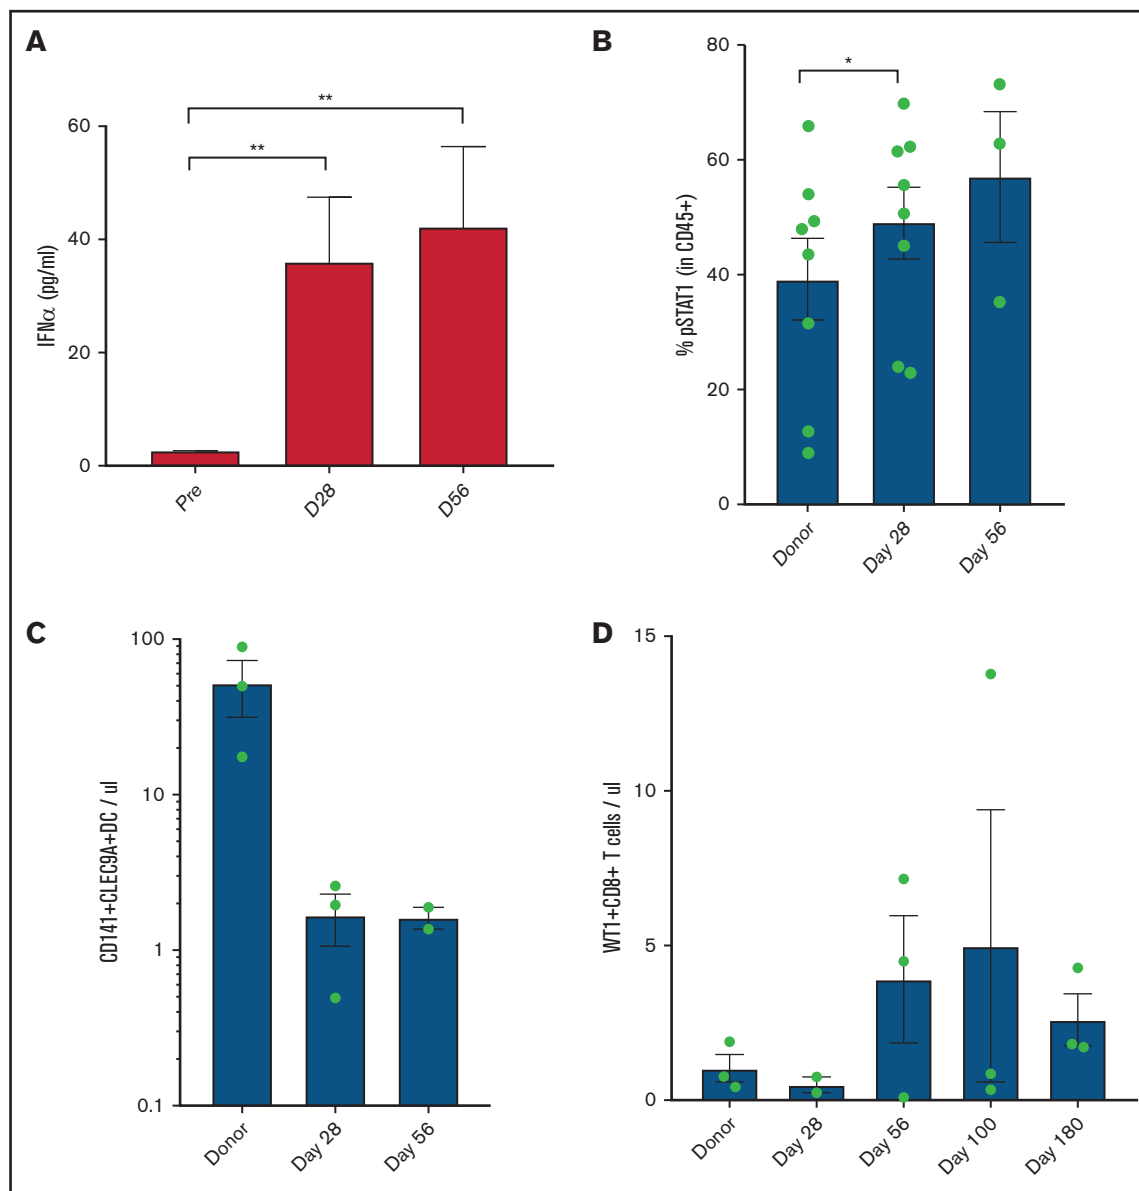 A
**
**
60
40
20
0
IFNα (pg/ml)
Pre
D28
D56
B
*
80
60
40
20
0
% pSTAT1 (in CD45+)
Donor
Day 28
Day 56
C
100
10
1
0.1
CD141+CLEC9A+DC / ul
Donor
Day 28
Day 56
D
15
10
5
0
WT1+CD8+ T cells / ul
Donor
Day 28
Day 56
Day 100
Day 180